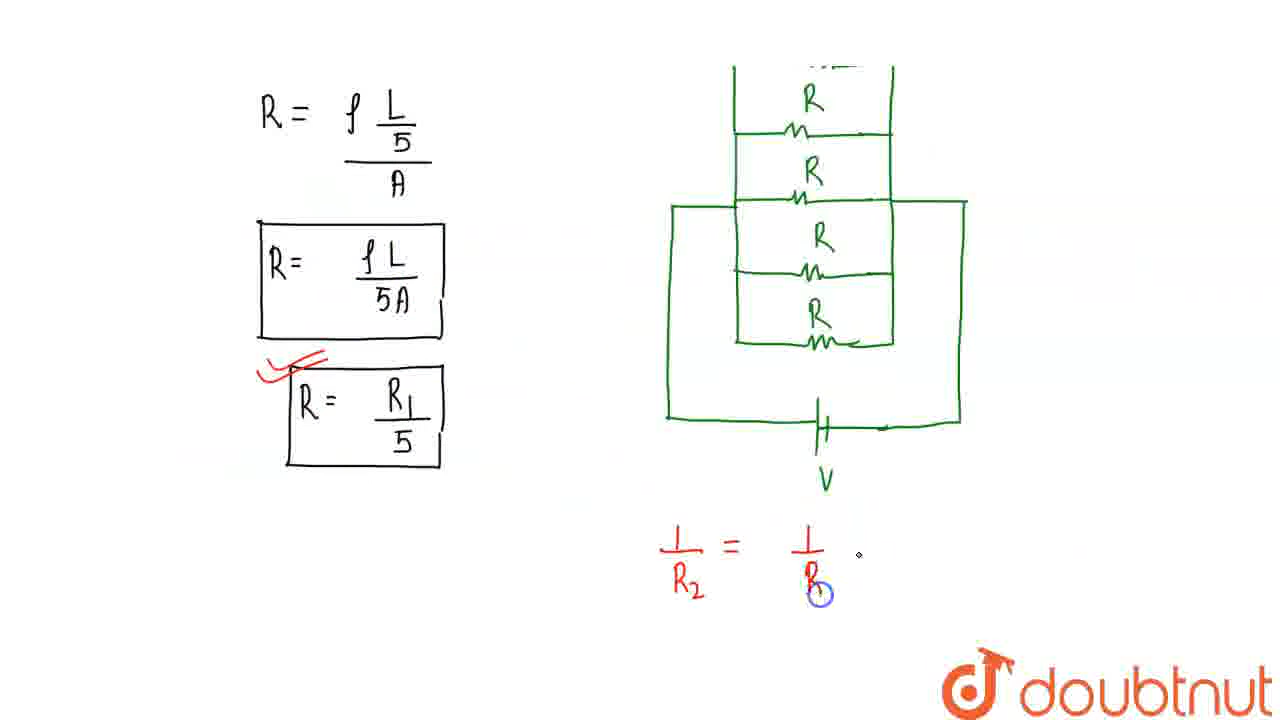 R = ρ L/5 / A
R = ρL / 5A
R = R1 / 5
R
R
R
R
V
1/R2 = 1/R
doubtnut